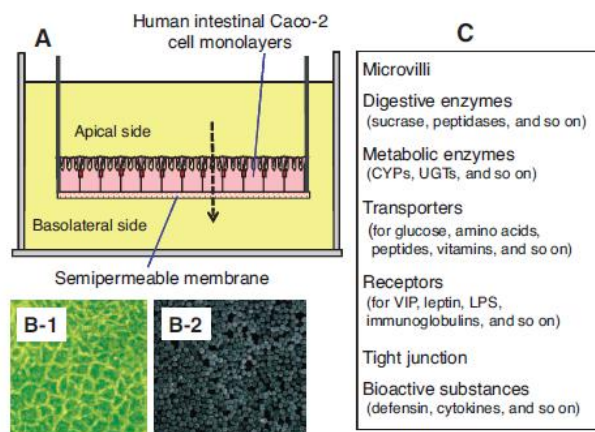 A
Human intestinal Caco-2
cell monolayers
Apical side
Basolateral side
Semipermeable membrane
B-1
B-2
C
Microvilli
Digestive enzymes
(sucrase, peptidases, and so on)
Metabolic enzymes
(CYPs, UGTs, and so on)
Transporters
(for glucose, amino acids,
peptides, vitamins, and so on)
Receptors
(for VIP, leptin, LPS,
immunoglobulins, and so on)
Tight junction
Bioactive substances
(defensin, cytokines, and so on)